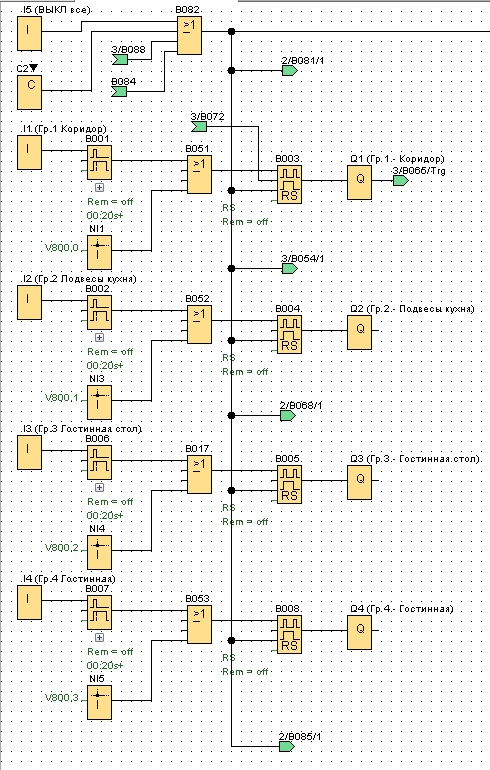 I5 (ВЫКЛ все)
B082
I
≥1
3/B088
C2▼
C
B084
2/B081/1
3/B072
I1 (Гр.1 Коридор)
B001
B051
B003
Q1 (Гр.1.- Коридор)
I
≥1
RS
Q
3/B065/Trg
Rem = off
00:20s+
RS
Rem = off
NI1
V800,0
I
3/B054/1
I2 (Гр.2 Подвесы кухна)
B002
B052
B004
Q2 (Гр.2.- Подвесы кухна)
I
≥1
RS
Q
Rem = off
00:20s+
RS
Rem = off
NI3
V800,1
I
2/B068/1
I3 (Гр.3 Гостинная стол)
B006
B017
B005
Q3 (Гр.3.- Гостинная стол)
I
≥1
RS
Q
Rem = off
00:20s+
RS
Rem = off
NI4
V800,2
I
I4 (Гр.4 Гостинная)
B007
B053
B008
Q4 (Гр.4.- Гостинная)
I
≥1
RS
Q
Rem = off
00:20s+
RS
Rem = off
NI5
V800,3
I
2/B085/1